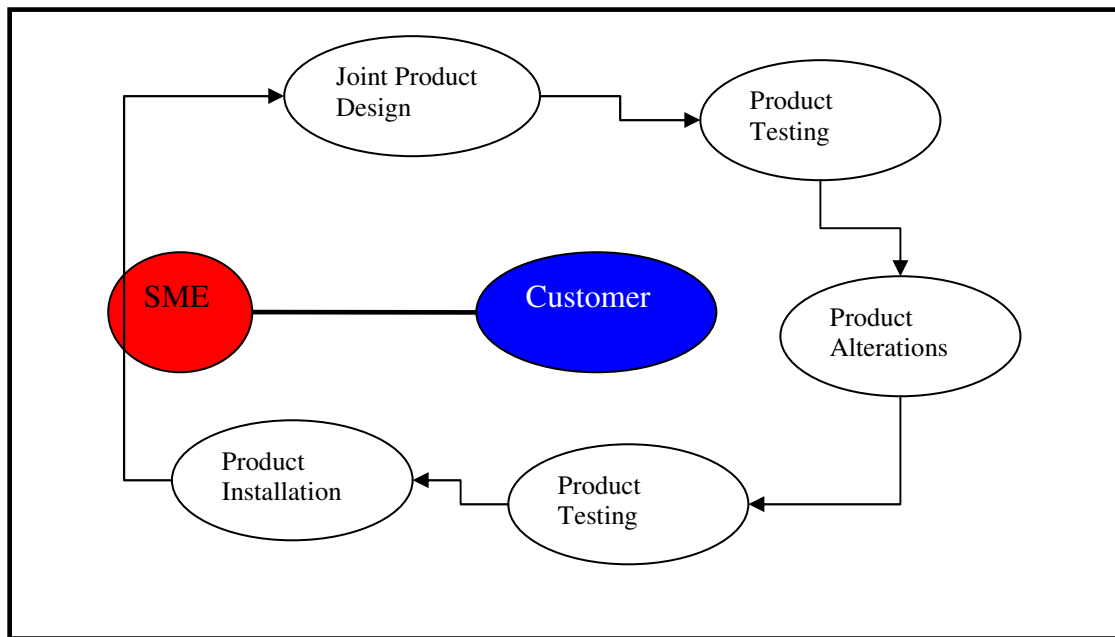 Joint Product
Design
Product
Testing
SME
Customer
Product
Alterations
Product
Installation
Product
Testing